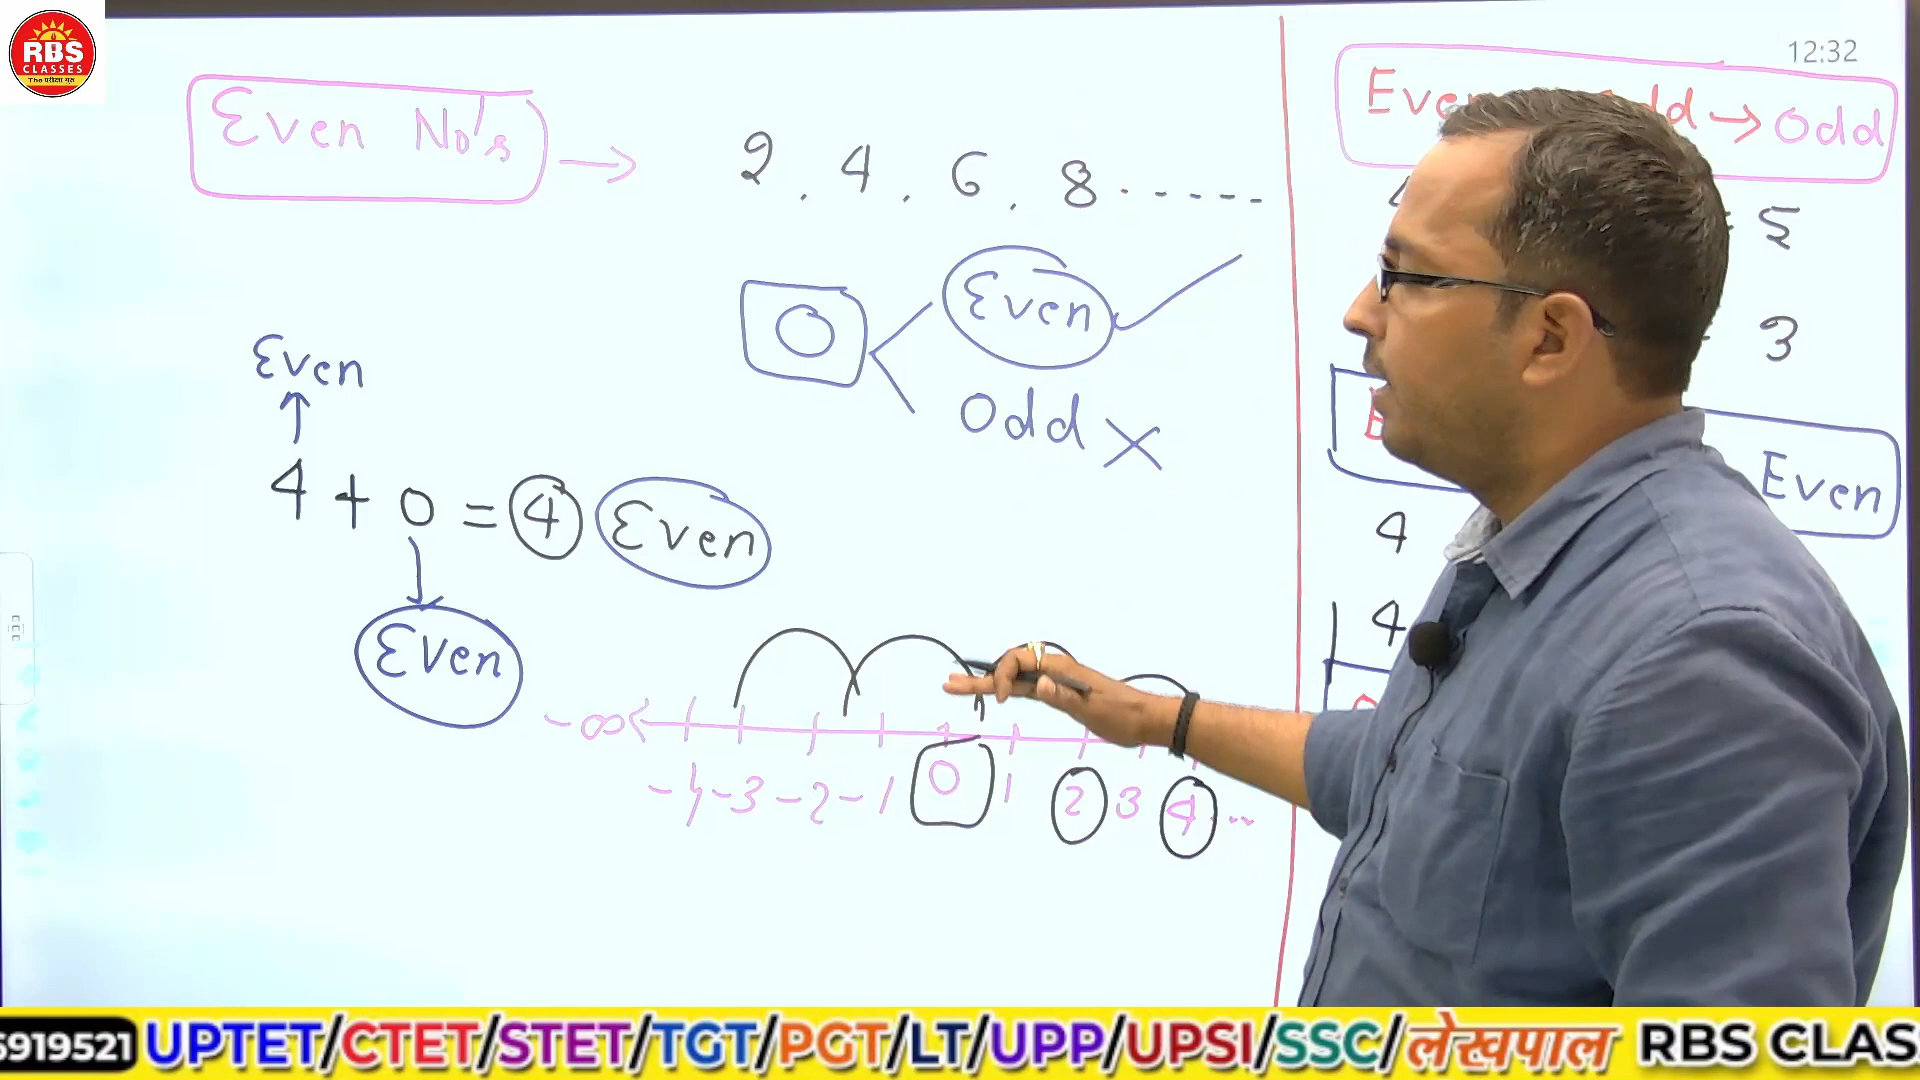 RBS
CLASSES
The परीक्षा गुरु
12:32
Even No's → 2, 4, 6, 8 ------
0
Even
Odd ×
Even
4 + 0 = 4 Even
Even
-∞
-4 -3 -2 -1 0 1 2 3 4 ...
→ Odd
5
3
Even
4
4
5919521 UPTET/CTET/STET/TGT/PGT/LT/UPP/UPSI/SSC/लेखपाल RBS CLAS